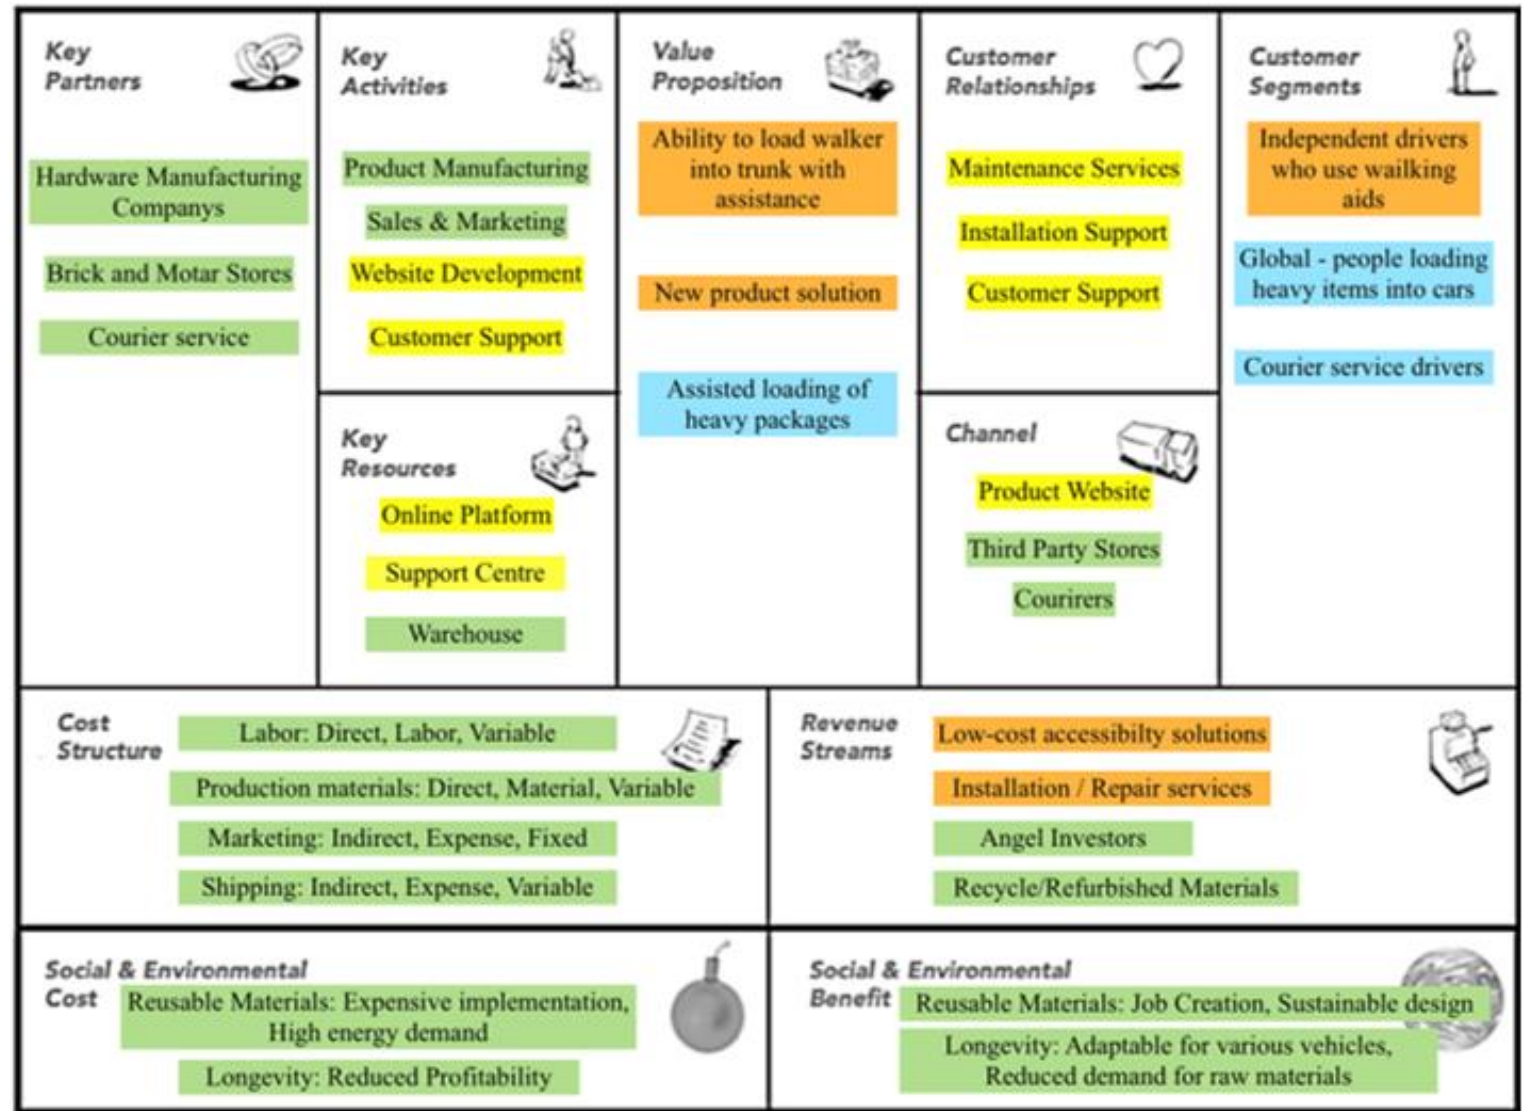 Key
Partners
Hardware Manufacturing
Companys
Brick and Motar Stores
Courier service
Key
Activities
Product Manufacturing
Sales & Marketing
Website Development
Customer Support
Key
Resources
Online Platform
Support Centre
Warehouse
Value
Proposition
Ability to load walker
into trunk with
assistance
New product solution
Assisted loading of
heavy packages
Customer
Relationships
Maintenance Services
Installation Support
Customer Support
Channel
Product Website
Third Party Stores
Courirers
Customer
Segments
Independent drivers
who use wailking
aids
Global - people loading
heavy items into cars
Courier service drivers
Cost
Structure
Labor: Direct, Labor, Variable
Production materials: Direct, Material, Variable
Marketing: Indirect, Expense, Fixed
Shipping: Indirect, Expense, Variable
Revenue
Streams
Low-cost accessibilty solutions
Installation / Repair services
Angel Investors
Recycle/Refurbished Materials
Social & Environmental
Cost
Reusable Materials: Expensive implementation,
High energy demand
Longevity: Reduced Profitability
Social & Environmental
Benefit
Reusable Materials: Job Creation, Sustainable design
Longevity: Adaptable for various vehicles,
Reduced demand for raw materials